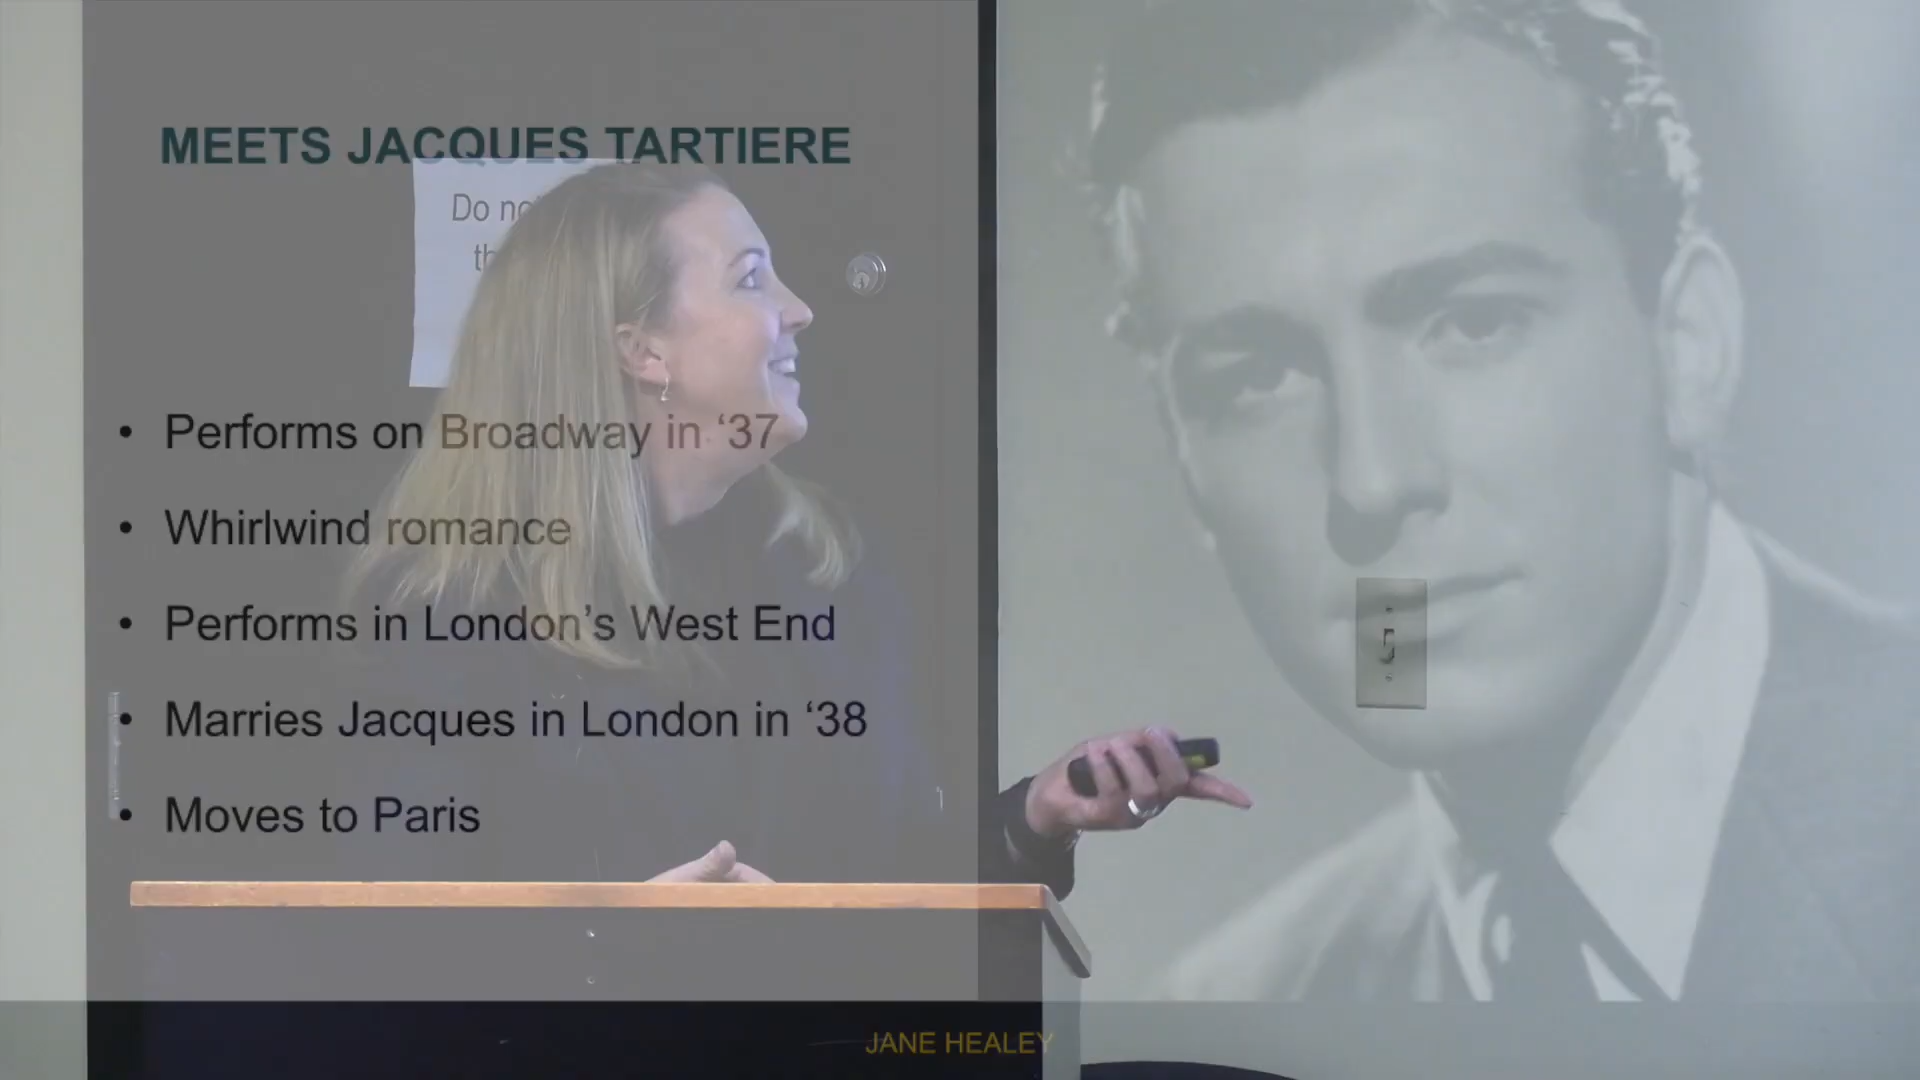 MEETS JACQUES TARTIERE
Do no
th
• Performs on Broadway in ‘37
• Whirlwind romance
• Performs in London’s West End
• Marries Jacques in London in ‘38
• Moves to Paris
JANE HEALEY